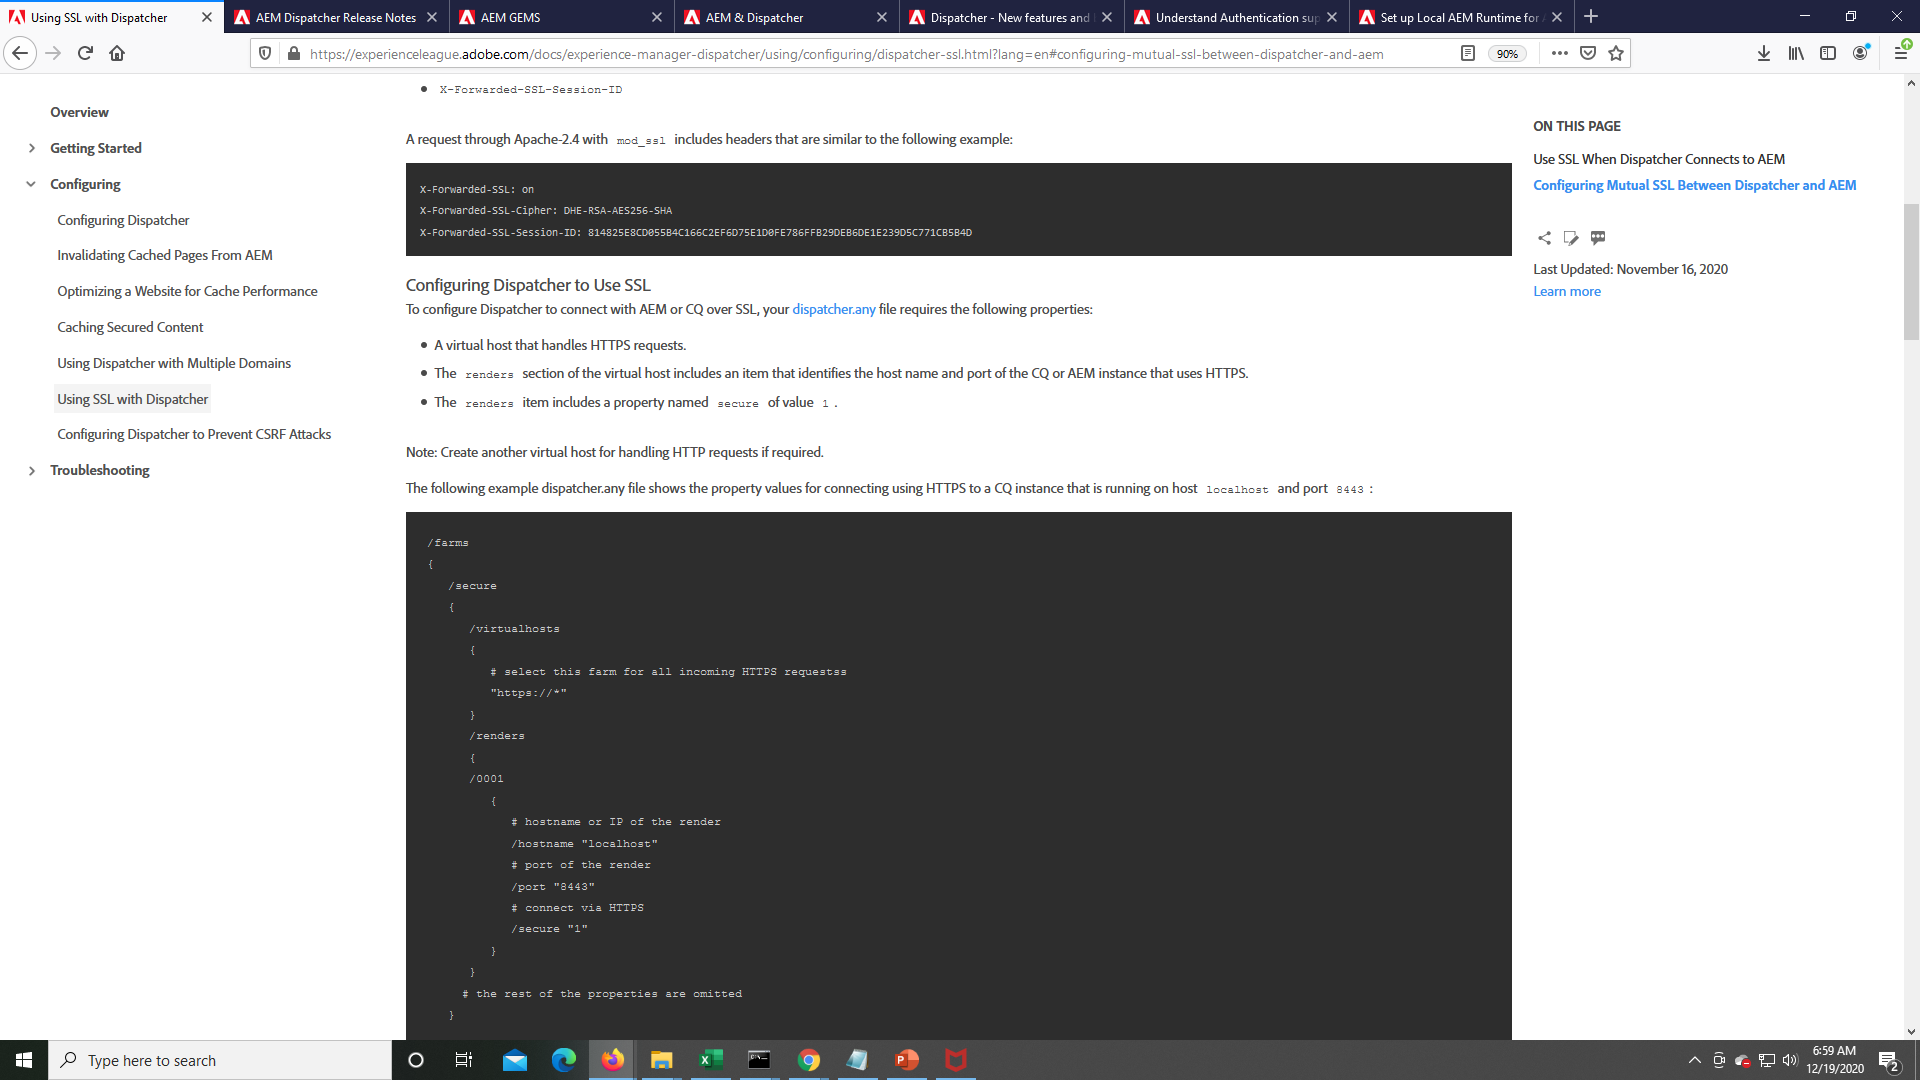 Using SSL with Dispatcher
AEM Dispatcher Release Notes
AEM GEMS
AEM & Dispatcher
Dispatcher - New features and
Understand Authentication sup
Set up Local AEM Runtime for
https://experienceleague.adobe.com/docs/experience-manager-dispatcher/using/configuring/dispatcher-ssl.html?lang=en#configuring-mutual-ssl-between-dispatcher-and-aem
90%
Overview
Getting Started
Configuring
Configuring Dispatcher
Invalidating Cached Pages From AEM
Optimizing a Website for Cache Performance
Caching Secured Content
Using Dispatcher with Multiple Domains
Using SSL with Dispatcher
Configuring Dispatcher to Prevent CSRF Attacks
Troubleshooting
X-Forwarded-SSL-Session-ID
A request through Apache-2.4 with mod_ssl includes headers that are similar to the following example:
X-Forwarded-SSL: on
X-Forwarded-SSL-Cipher: DHE-RSA-AES256-SHA
X-Forwarded-SSL-Session-ID: 814825E8CD055B4C166C2EF6D75E1D0FE786FFB29DEB6DE1E239D5C771CB5B4D
Configuring Dispatcher to Use SSL
To configure Dispatcher to connect with AEM or CQ over SSL, your dispatcher.any file requires the following properties:
A virtual host that handles HTTPS requests.
The renders section of the virtual host includes an item that identifies the host name and port of the CQ or AEM instance that uses HTTPS.
The renders item includes a property named secure of value 1 .
Note: Create another virtual host for handling HTTP requests if required.
The following example dispatcher.any file shows the property values for connecting using HTTPS to a CQ instance that is running on host localhost and port 8443 :
/farms
{
/secure
{
/virtualhosts
{
# select this farm for all incoming HTTPS requestss
"https://*"
}
/renders
{
/0001
{
# hostname or IP of the render
/hostname "localhost"
# port of the render
/port "8443"
# connect via HTTPS
/secure "1"
}
}
# the rest of the properties are omitted
}
ON THIS PAGE
Use SSL When Dispatcher Connects to AEM
Configuring Mutual SSL Between Dispatcher and AEM
Last Updated: November 16, 2020
Learn more
Type here to search
6:59 AM
12/19/2020
2